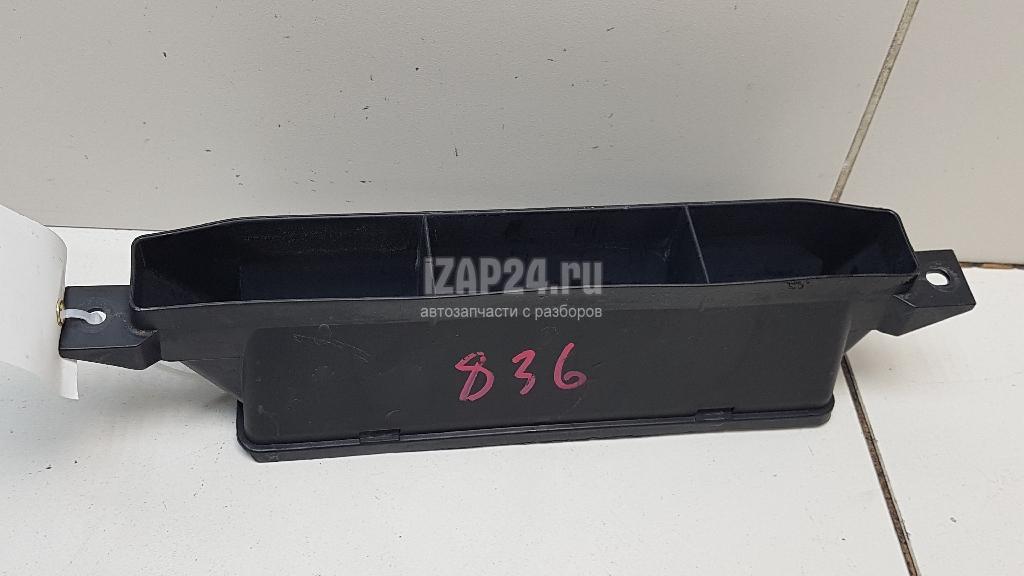 iZAP24.ru
автозапчасти с разборов
836